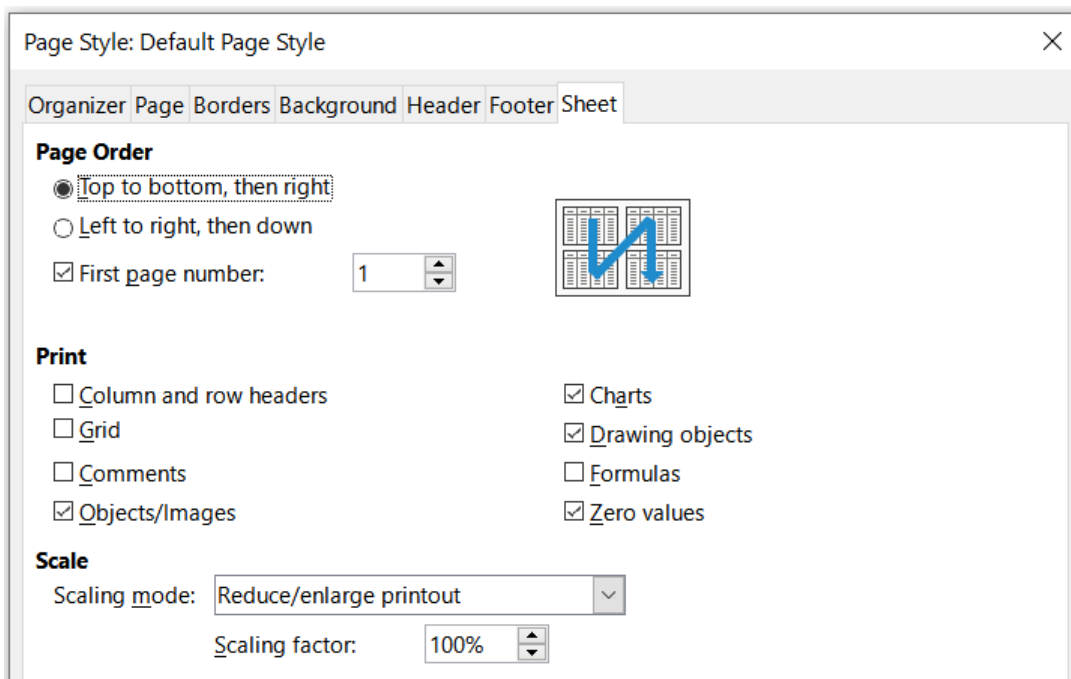 Page Style: Default Page Style
Organizer Page Borders Background Header Footer Sheet
Page Order
Top to bottom, then right
Left to right, then down
First page number: 1
Print
Column and row headers
Grid
Comments
Objects/Images
Charts
Drawing objects
Formulas
Zero values
Scale
Scaling mode: Reduce/enlarge printout
Scaling factor: 100%